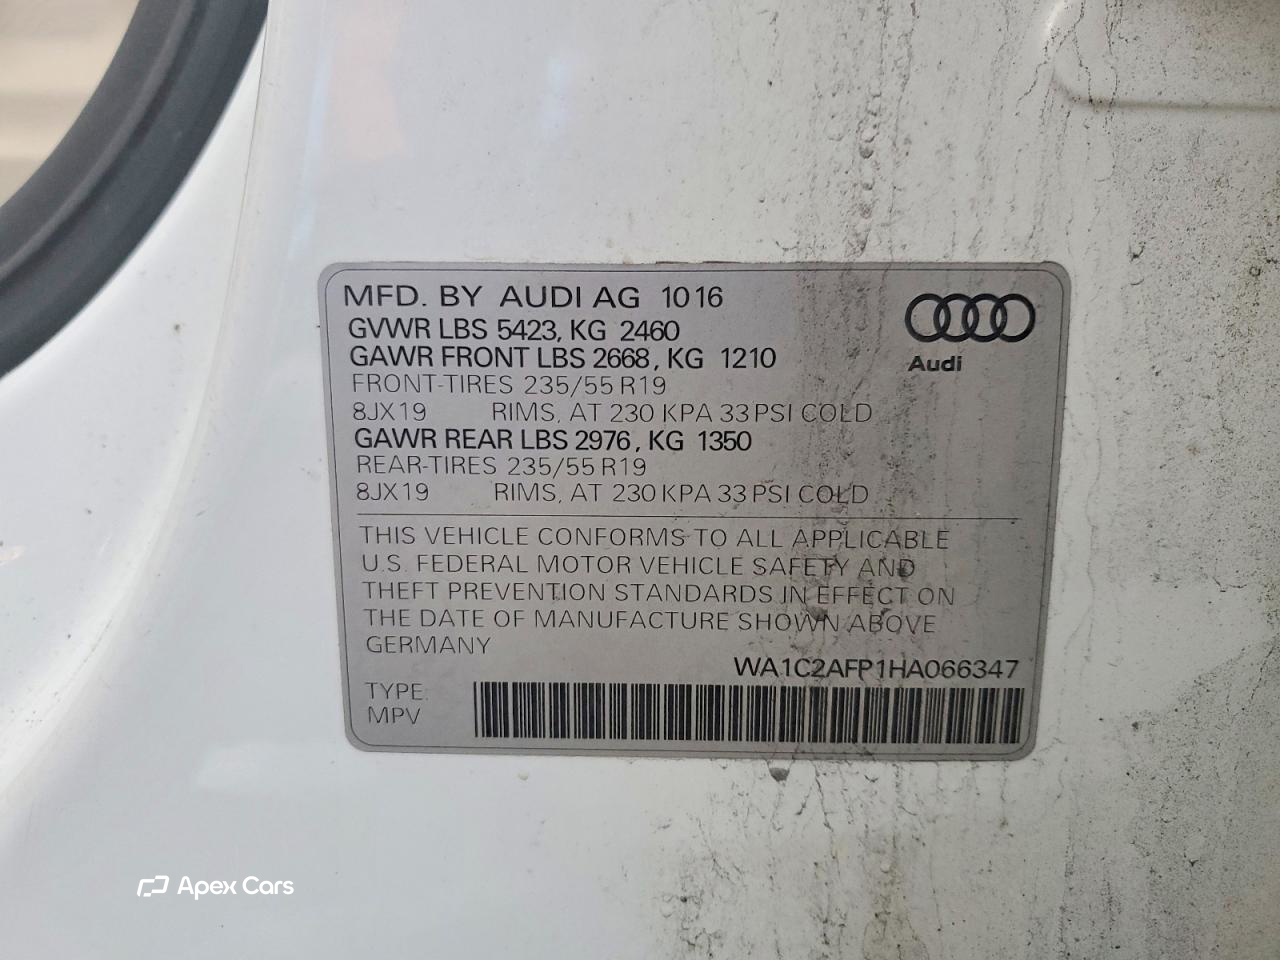 MFD. BY AUDI AG 1016
GVWR LBS 5423, KG 2460
GAWR FRONT LBS 2668, KG 1210
FRONT-TIRES 235/55 R19
8JX19 RIMS, AT 230 KPA 33 PSI COLD
GAWR REAR LBS 2976, KG 1350
REAR-TIRES 235/55 R19
8JX19 RIMS, AT 230 KPA 33 PSI COLD
Audi
THIS VEHICLE CONFORMS TO ALL APPLICABLE
U.S. FEDERAL MOTOR VEHICLE SAFETY AND
THEFT PREVENTION STANDARDS IN EFFECT ON
THE DATE OF MANUFACTURE SHOWN ABOVE
GERMANY
WA1C2AFP1HA066347
TYPE:
MPV
Apex Cars